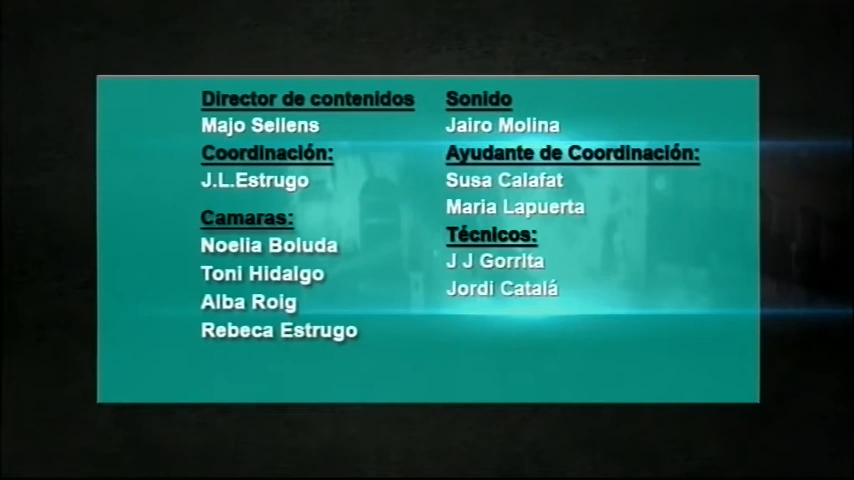 Director de contenidos
Majo Sellens
Coordinación:
J.L.Estrugo
Camaras:
Noelia Boluda
Toni Hidalgo
Alba Roig
Rebeca Estrugo
Sonido
Jairo Molina
Ayudante de Coordinación:
Susa Calafat
Maria Lapuerta
Técnicos:
J J Gorrita
Jordi Catalá